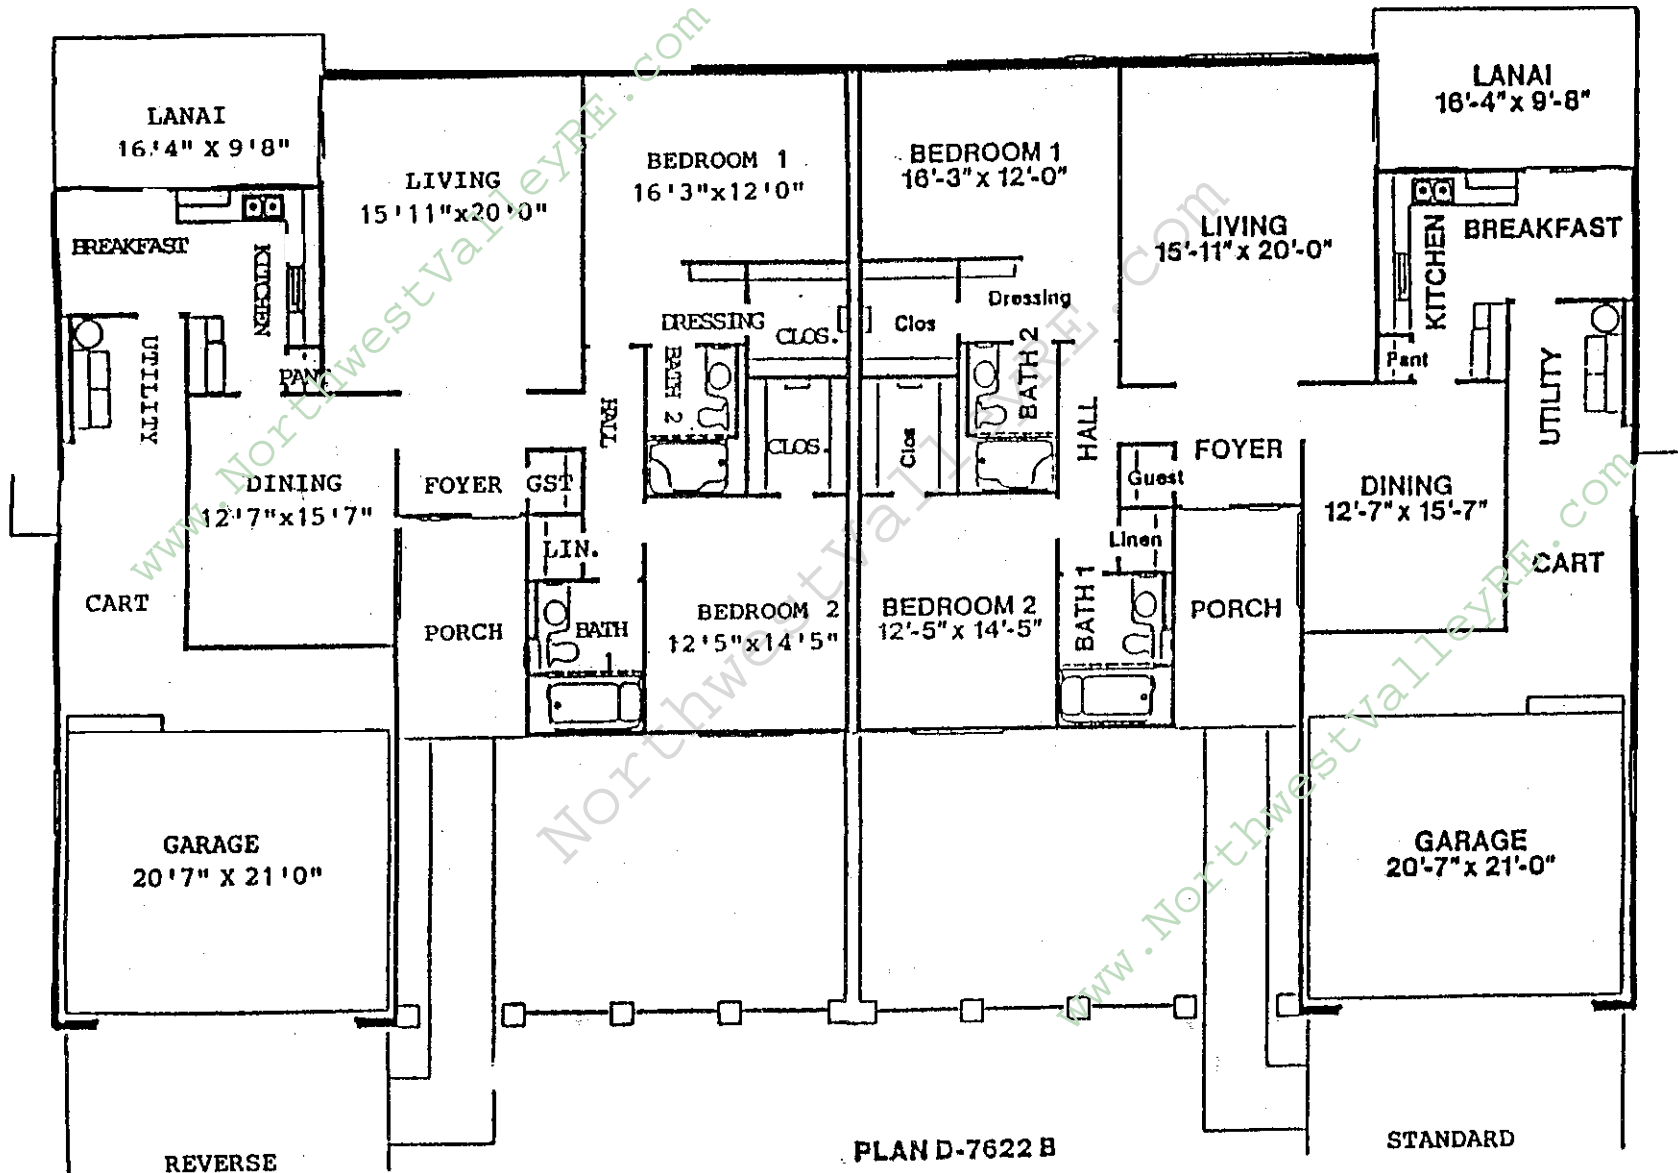 LANAI
16'4" X 9'8"
LIVING
15'11"x20'0"
BEDROOM 1
16'3"x12'0"
BREAKFAST
KITCHEN
UTILITY
PANT
DRESSING
CLOS.
BATH 2
HALL
CLOS.
DINING
12'7"x15'7"
FOYER
GST
LIN.
CART
PORCH
BATH
1
BEDROOM 2
12'5"x14'5"
GARAGE
20'7" X 21'0"
REVERSE
BEDROOM 1
16'-3" x 12'-0"
LIVING
15'-11" x 20'-0"
LANAI
16'-4" x 9'-8"
KITCHEN
BREAKFAST
Dressing
Clos
BATH 2
Pant
UTILITY
Clos
HALL
FOYER
Guest
DINING
12'-7" x 15'-7"
Linen
CART
BEDROOM 2
12'-5" x 14'-5"
BATH 1
PORCH
GARAGE
20'-7" x 21'-0"
PLAN D-7622 B
STANDARD
www.NorthwestValleyRE.com
NorthwestValleyRE.com
www.NorthwestValleyRE.com